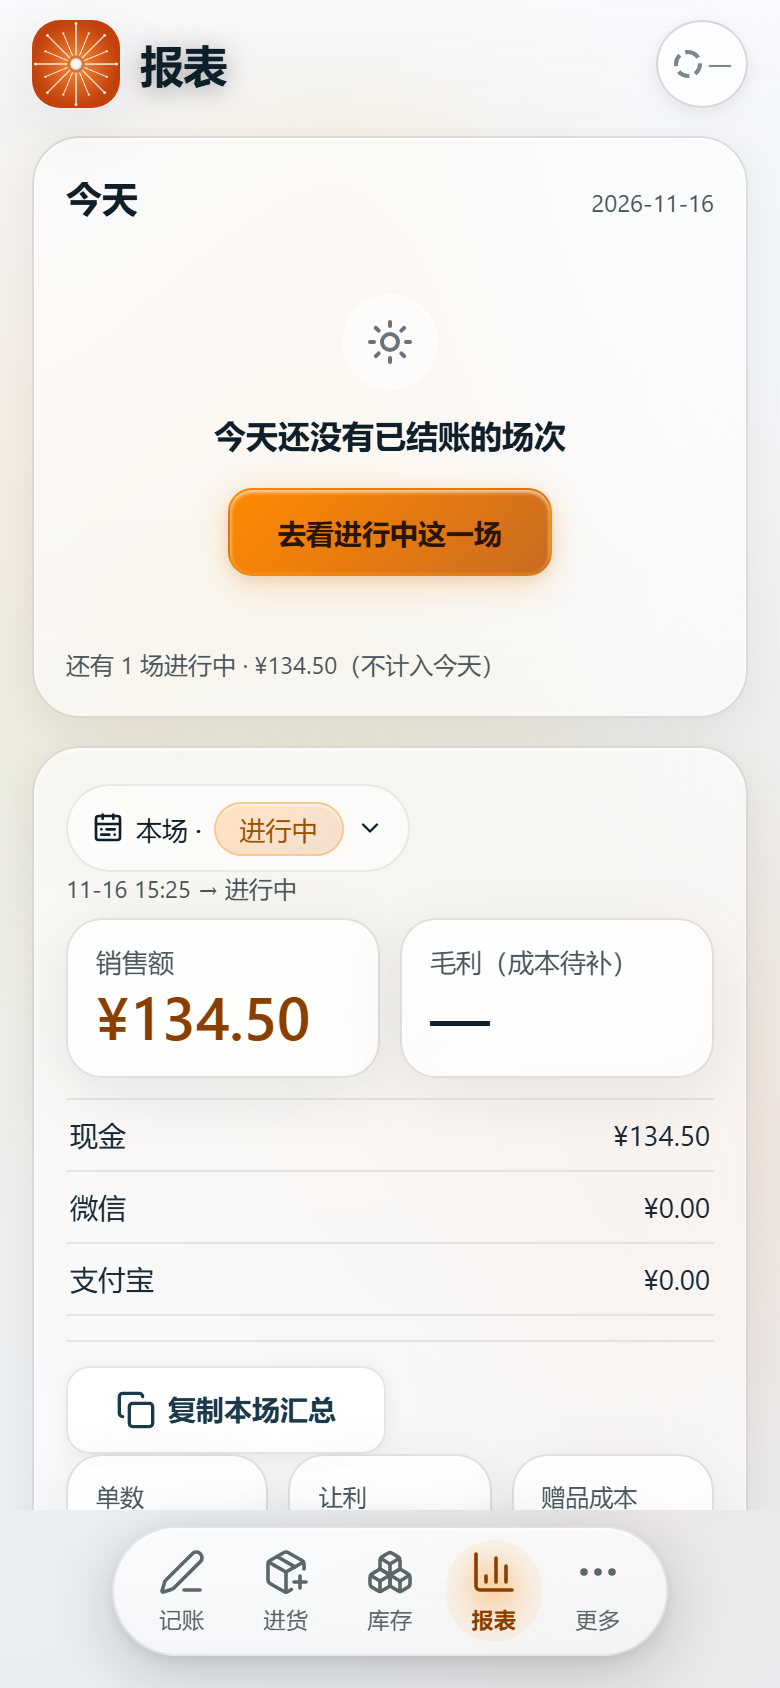 报表
—
今天
2026-11-16
今天还没有已结账的场次
去看进行中这一场
还有 1 场进行中 · ¥134.50（不计入今天）
本场 · 进行中
11-16 15:25 → 进行中
销售额
¥134.50
毛利（成本待补）
—
现金 ¥134.50
微信 ¥0.00
支付宝 ¥0.00
复制本场汇总
单数 让利 赠品成本
记账 进货 库存 报表 更多